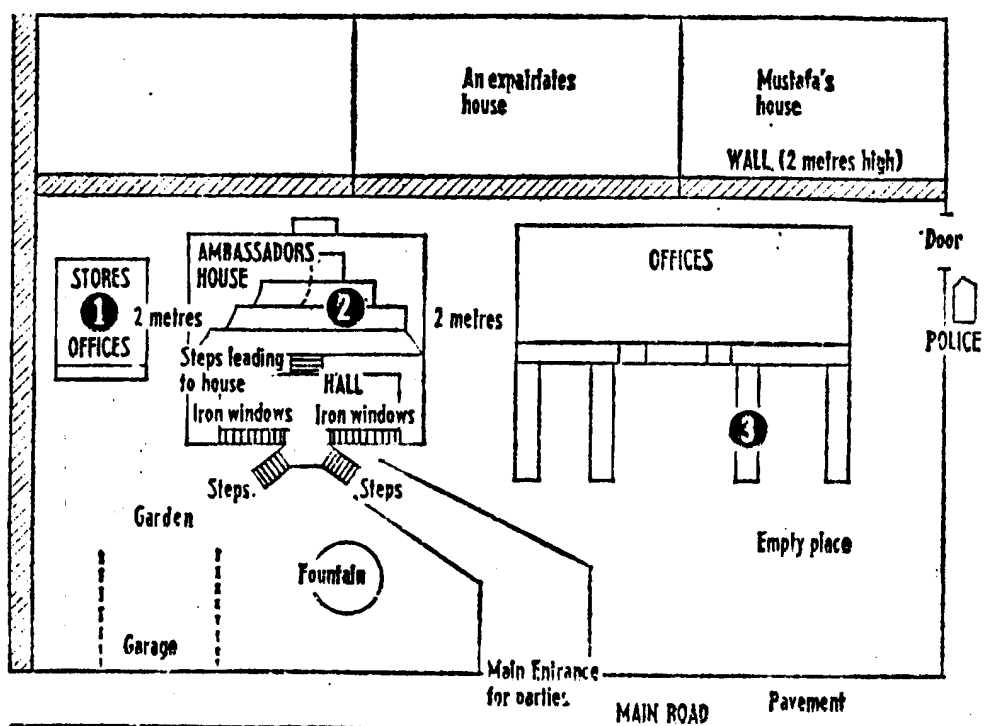 An expatriates
house
Mustafa's
house
WALL (2 metres high)
Door
POLICE
AMBASSADORS
HOUSE
OFFICES
STORES
1
OFFICES
2 metres
2
2 metres
Steps leading
to house
HALL
Iron windows
Iron windows
3
Steps.
Steps
Garden
Empty place
Fountain
Garage
Main Entrance
for parties.
MAIN ROAD
Pavement